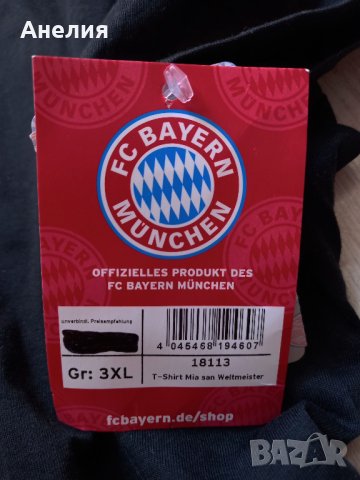 Анелия
FC BAYERN
MÜNCHEN
OFFIZIELLES PRODUKT DES
FC BAYERN MÜNCHEN
unverbindl. Preisempfehlung
4 045468 194607
18113
Gr: 3XL
T-Shirt Mia san Weltmeister
fcbayern.de/shop
BAZAR